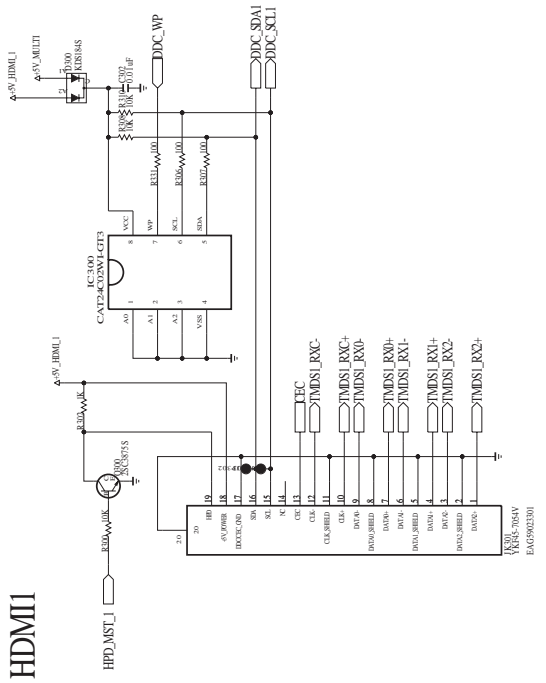 HDMI1
+5V_MULTI
+5V_HDMI_1
D300
KDS184S
A1
A2
C
C302
0.01uF
R310
10K
10K
DDC_WP
DDC_SDA1
DDC_SCL1
R331
100
R306
100
R307
100
VCC
WP
SCL
SDA
8
7
6
5
IC300
CAT24C02WI-GT3
1
2
3
4
A0
A1
A2
VSS
+5V_HDMI_1
R302
1K
2SC3875S
R300
10K
HPD_MST_1
CEC
TMDS1_RXC-
TMDS1_RXC+
TMDS1_RX0-
TMDS1_RX0+
TMDS1_RX1-
TMDS1_RX1+
TMDS1_RX2-
TMDS1_RX2+
20
20
19
HPD
18
+5V_POWER
17
DDC/CEC_GND
16
SDA
15
SCL
14
NC
13
CEC
12
CLK-
11
CLK_SHIELD
10
CLK+
9
DATA0-
8
DATA0_SHIELD
7
DATA0+
6
DATA1-
5
DATA1_SHIELD
4
DATA1+
3
DATA2-
2
DATA2_SHIELD
1
DATA2+
JK301
YKF45-7054V
EAG59023301